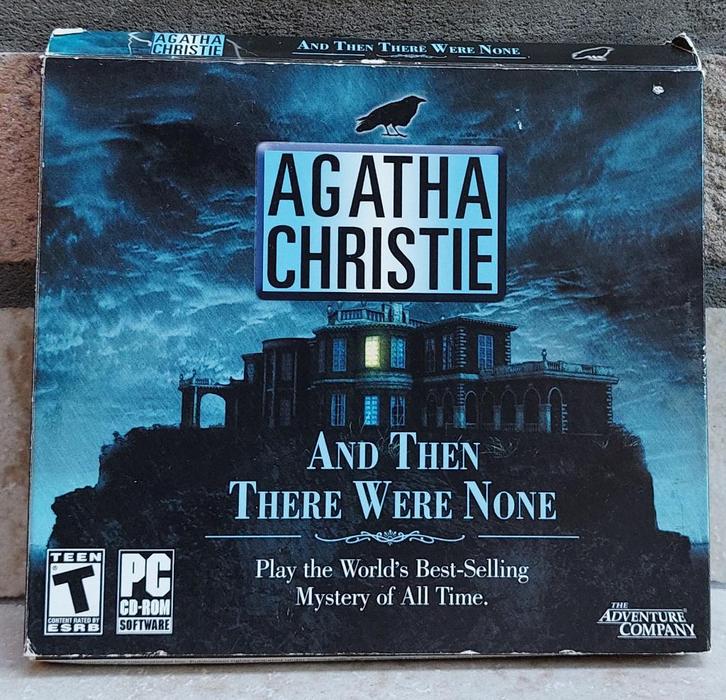 AGATHA
CHRISTIE
AND THEN THERE WERE NONE
AGATHA
CHRISTIE
AND THEN
THERE WERE NONE
Play the World's Best-Selling
Mystery of All Time.
TEEN
T
CONTENT RATED BY
ESRB
PC
CD-ROM
SOFTWARE
THE
ADVENTURE
COMPANY